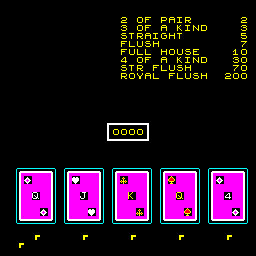 2 OF PAIR 2
3 OF A KIND 3
STRAIGHT 5
FLUSH 7
FULL HOUSE 10
4 OF A KIND 30
STR FLUSH 70
ROYAL FLUSH 200
0000
Q J K Q 4